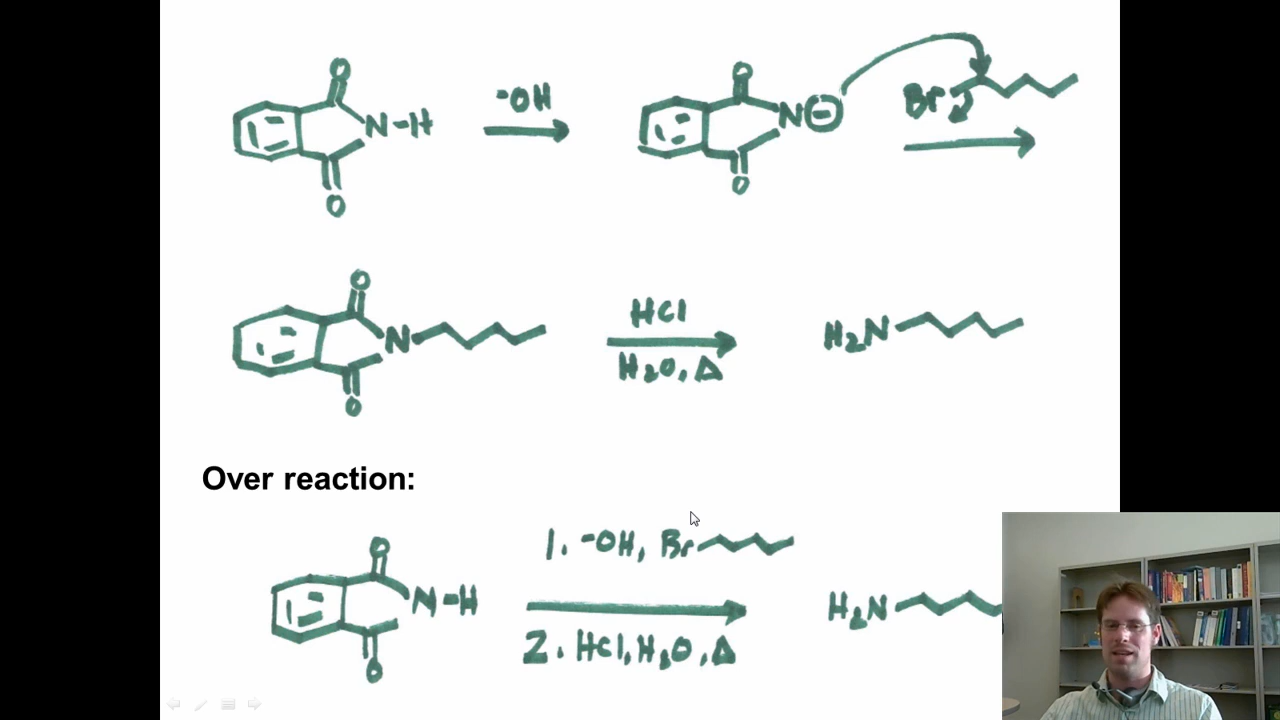 O
N-H
O
-OH
O
N⊖
O
Br
O
N
O
HCl
H₂O, Δ
H₂N
Over reaction:
O
N-H
O
1. -OH, Br
2. HCl, H₂O, Δ
H₂N